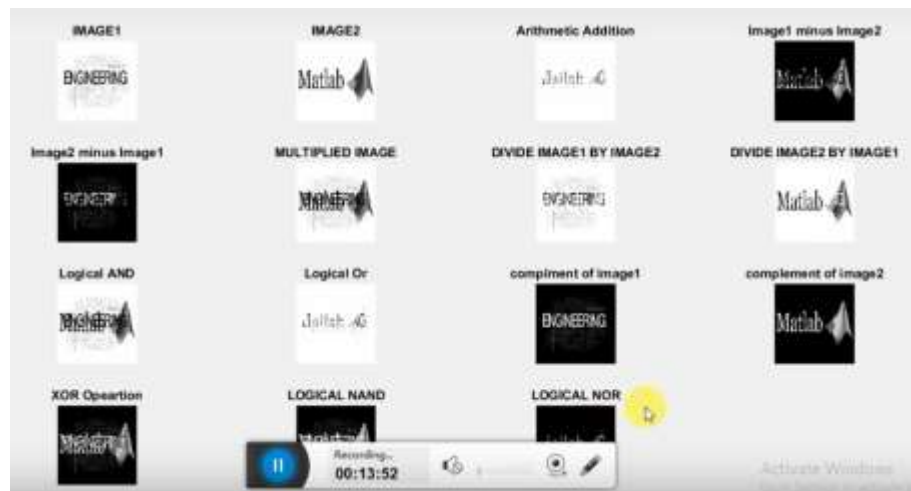 IMAGE1 IMAGE2 Arithmetic Addition Image1 minus Image2
ENGINEERING Matlab Matlab
Image2 minus Image1 MULTIPLIED IMAGE DIVIDE IMAGE1 BY IMAGE2 DIVIDE IMAGE2 BY IMAGE1
Matlab
Logical AND Logical Or compliment of image1 complement of image2
ENGINEERING Matlab
XOR Opeartion LOGICAL NAND LOGICAL NOR
Recording...
00:13:52
Activate Windows